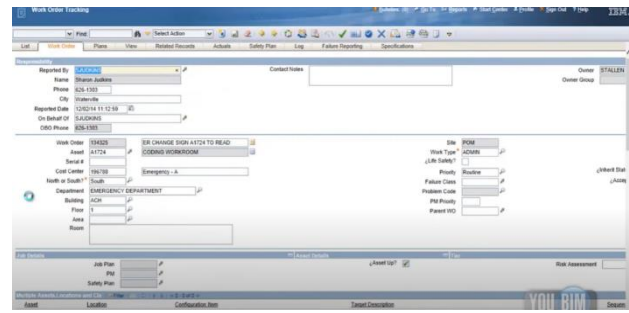 Work Order Tracking
Bulletins: (0) Go To Reports Start Center Profile Sign Out Help IBM
Find: Select Action
List Work Order Plans View Related Records Actuals Safety Plan Log Failure Reporting Specifications
Responsibility
Reported By SJUDKINS Contact Notes Owner STALLEN
Name Sharon Judkins Owner Group
Phone 626-1303
City Waterville
Reported Date 12/02/14 11:12:59
On Behalf Of SJUDKINS
OBO Phone 626-1303
Work Order 134325 ER CHANGE SIGN A1724 TO READ Site POM
Asset A1724 CODING WORKROOM Work Type ADMIN
Serial # ¿Life Safety?
Cost Center 106700 Emergency - A Priority Routine
North or South? South Failure Class
Department EMERGENCY DEPARTMENT Problem Code
Building ACH PM Priority
Floor 1 Parent WO
Area
Room
Job Details Asset Details
Job Plan ¿Asset Up? Risk Assessment
PM
Safety Plan
Multiple Assets, Locations and CIs Filter
Asset Location Configuration Item Target Description Sequen
YOU BIM